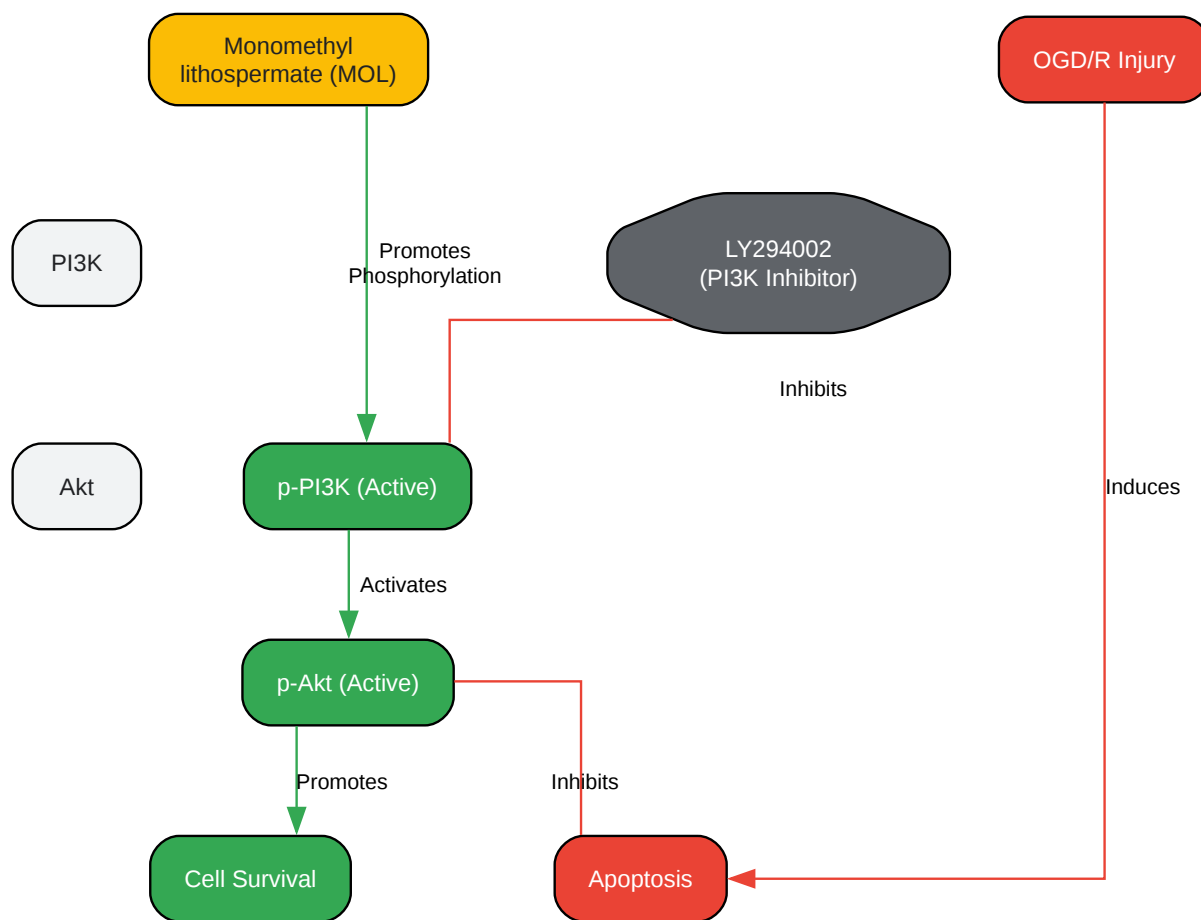 Monomethyl
lithospermate (MOL)
OGD/R Injury
PI3K
Promotes
Phosphorylation
LY294002
(PI3K Inhibitor)
Inhibits
Akt
p-PI3K (Active)
Induces
Activates
p-Akt (Active)
Promotes
Inhibits
Cell Survival
Apoptosis